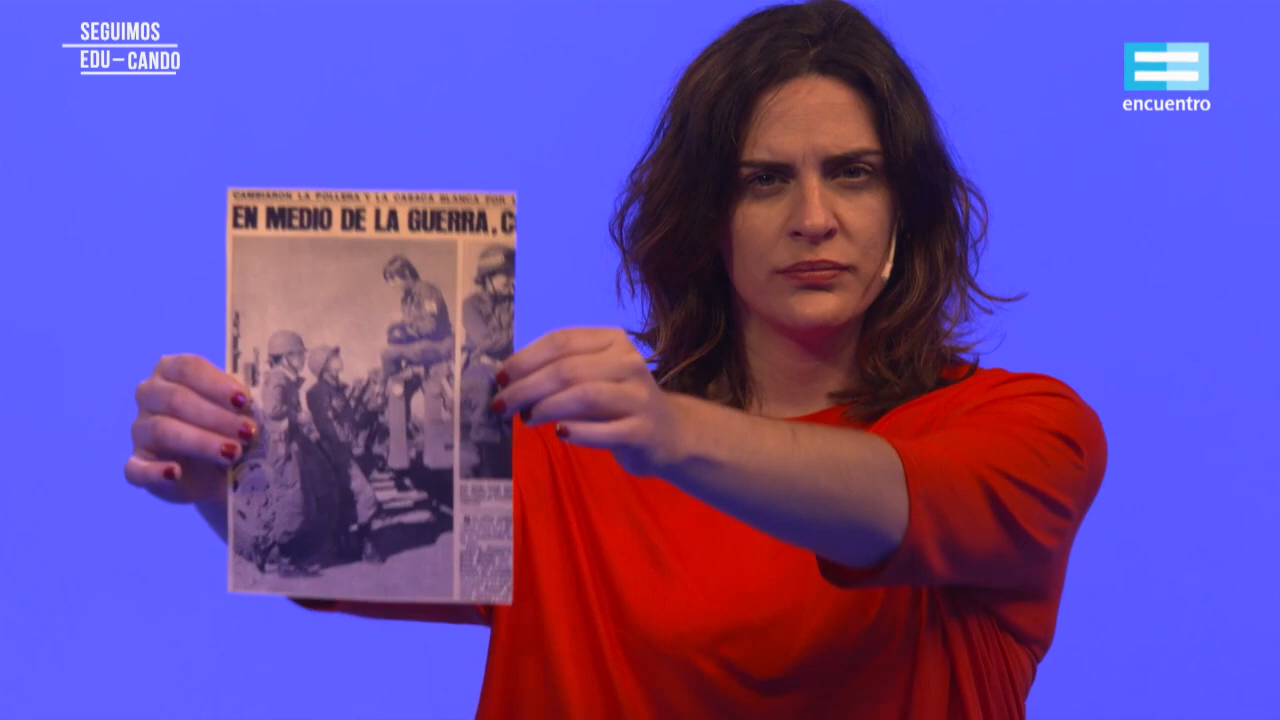 SEGUIMOS
EDU–CANDO
encuentro
CAMBIARON LA POLLERA Y LA CASACA BLANCA POR
EN MEDIO DE LA GUERRA, C